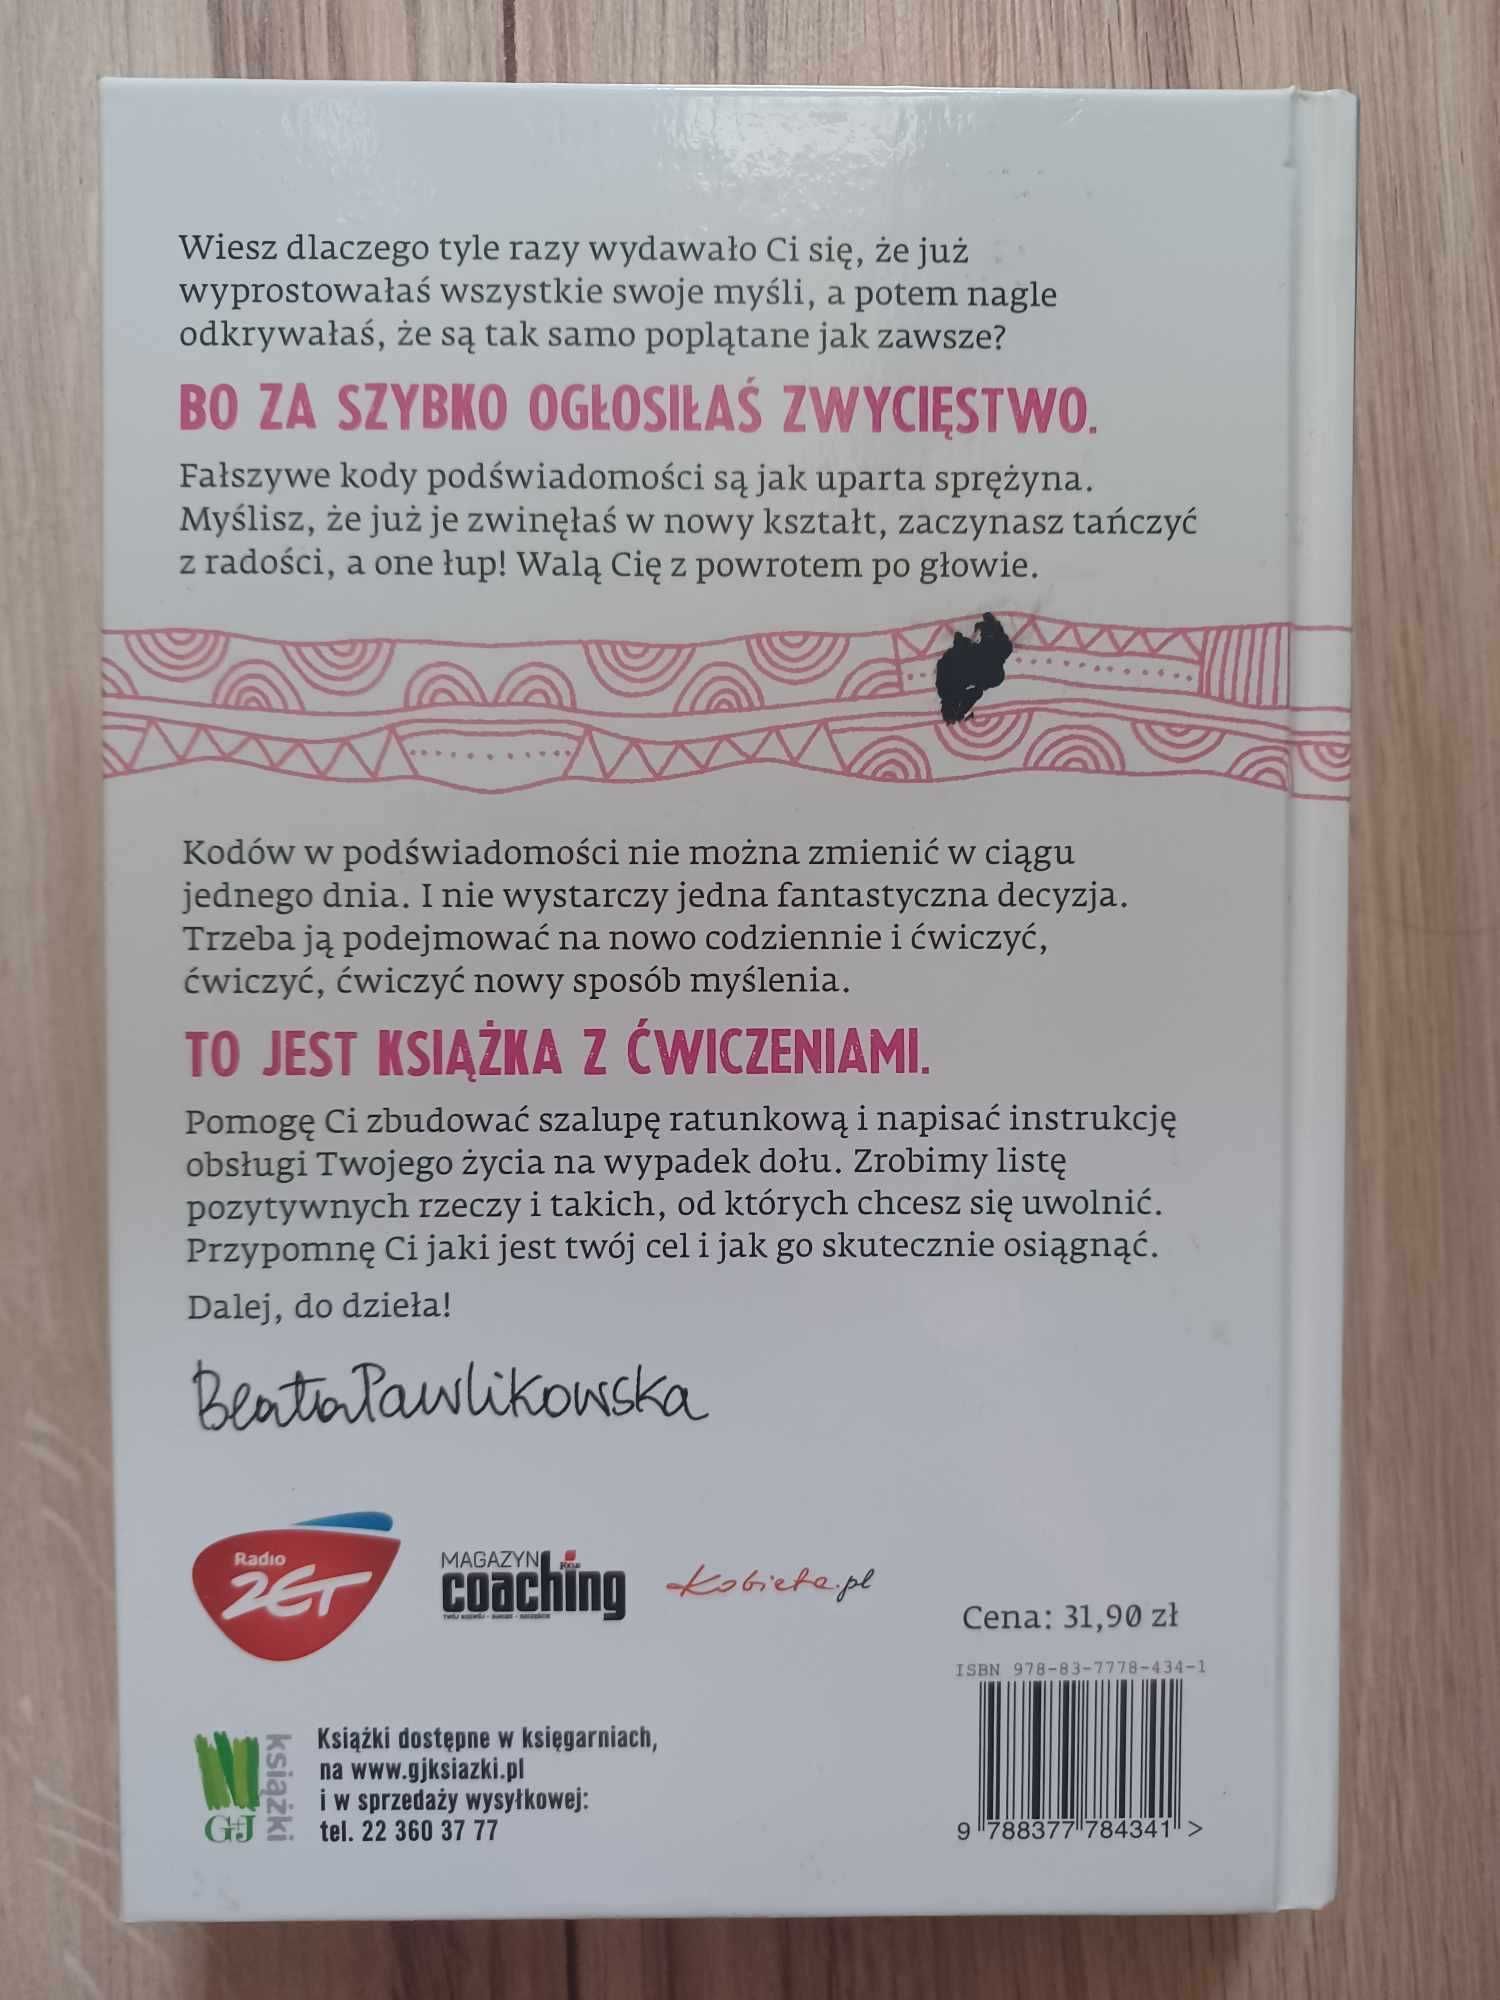 Wiesz dlaczego tyle razy wydawało Ci się, że już
wyprostowałaś wszystkie swoje myśli, a potem nagle
odkrywałaś, że są tak samo poplątane jak zawsze?
BO ZA SZYBKO OGŁOSIŁAŚ ZWYCIĘSTWO.
Fałszywe kody podświadomości są jak uparta sprężyna.
Myślisz, że już je zwinęłaś w nowy kształt, zaczynasz tańczyć
z radości, a one łup! Walą Cię z powrotem po głowie.
Kodów w podświadomości nie można zmienić w ciągu
jednego dnia. I nie wystarczy jedna fantastyczna decyzja.
Trzeba ją podejmować na nowo codziennie i ćwiczyć,
ćwiczyć, ćwiczyć nowy sposób myślenia.
TO JEST KSIĄŻKA Z ĆWICZENIAMI.
Pomogę Ci zbudować szalupę ratunkową i napisać instrukcję
obsługi Twojego życia na wypadek dołu. Zrobimy listę
pozytywnych rzeczy i takich, od których chcesz się uwolnić.
Przypomnę Ci jaki jest twój cel i jak go skutecznie osiągnąć.
Dalej, do dzieła!
Beata Pawlikowska
Radio
ZET
MAGAZYN
Focus
coaching
TWÓJ ROZWÓJ - SUKCES - SZCZĘŚCIE
Kobieta.pl
Cena: 31,90 zł
ISBN 978-83-7778-434-1
9 788377 784341 >
G+J
książki
Książki dostępne w księgarniach,
na www.gjksiazki.pl
i w sprzedaży wysyłkowej:
tel. 22 360 37 77